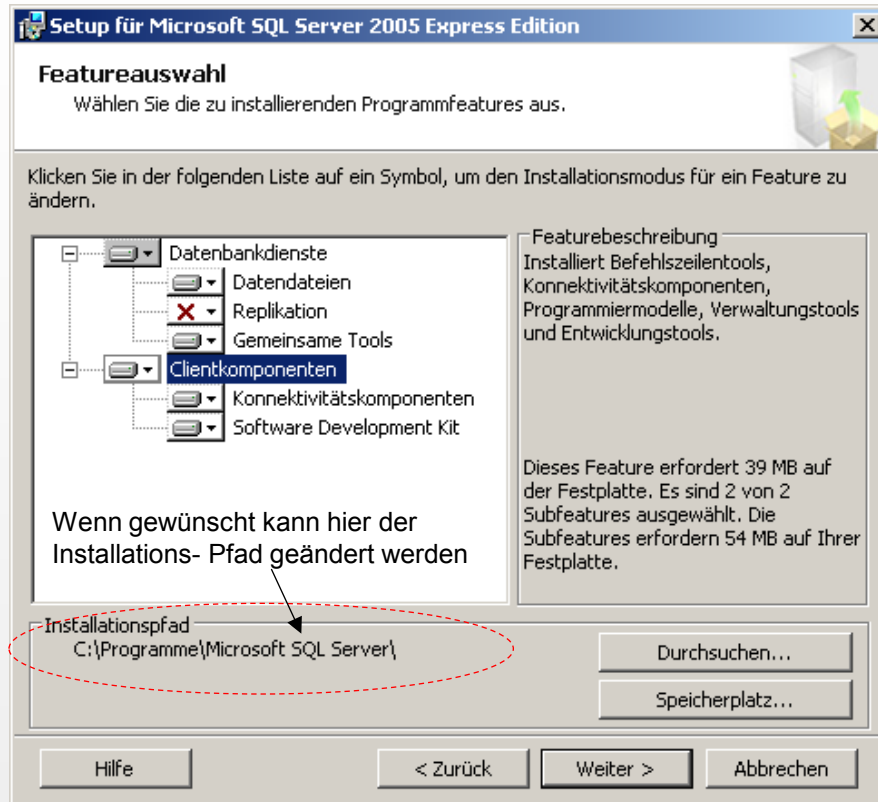 Setup für Microsoft SQL Server 2005 Express Edition
Featureauswahl
Wählen Sie die zu installierenden Programmfeatures aus.
Klicken Sie in der folgenden Liste auf ein Symbol, um den Installationsmodus für ein Feature zu
ändern.
Datenbankdienste
Datendateien
Replikation
Gemeinsame Tools
Clientkomponenten
Konnektivitätskomponenten
Software Development Kit
Featurebeschreibung
Installiert Befehlszeilentools,
Konnektivitätskomponenten,
Programmiermodelle, Verwaltungstools
und Entwicklungstools.
Dieses Feature erfordert 39 MB auf
der Festplatte. Es sind 2 von 2
Subfeatures ausgewählt. Die
Subfeatures erfordern 54 MB auf Ihrer
Festplatte.
Wenn gewünscht kann hier der
Installations- Pfad geändert werden
Installationspfad
C:\Programme\Microsoft SQL Server\
Durchsuchen...
Speicherplatz...
Hilfe
< Zurück
Weiter >
Abbrechen